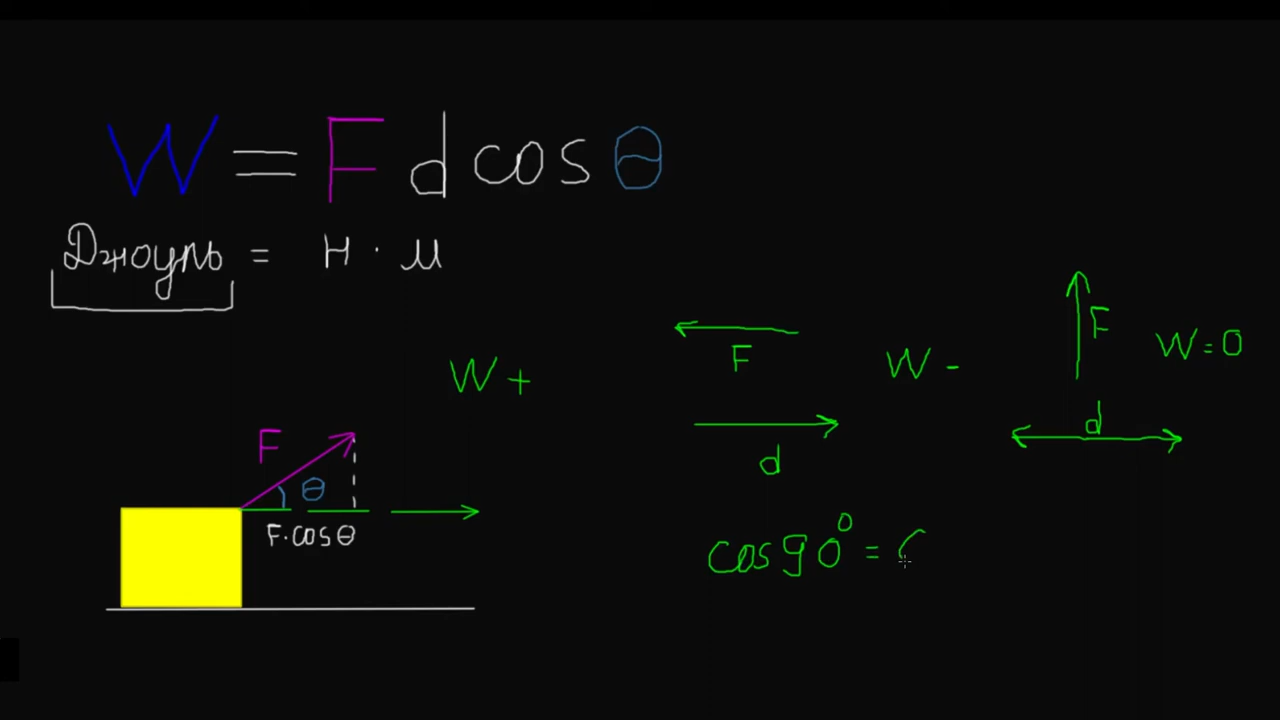 W = F d cos θ
Джоуль = Н · м
F
W = 0
F
W -
W +
d
F
d
θ
F·cosθ
cos 90° =